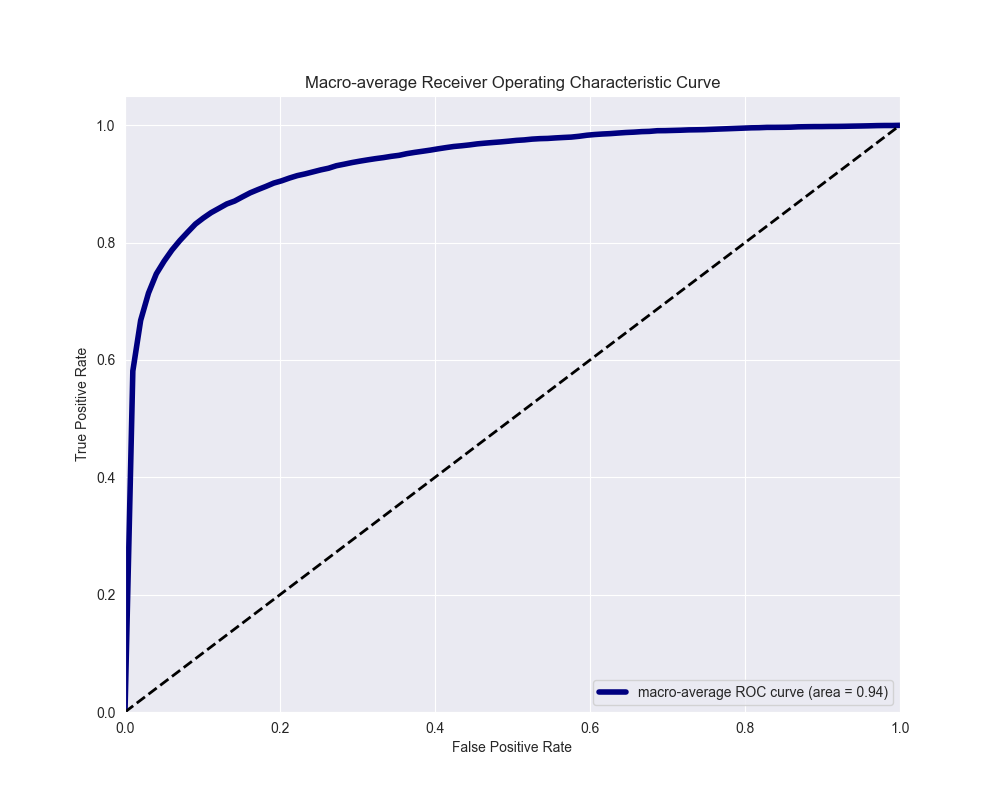 Macro-average Receiver Operating Characteristic Curve
1.0
0.8
0.6
0.4
0.2
0.0
True Positive Rate
macro-average ROC curve (area = 0.94)
0.0 0.2 0.4 0.6 0.8 1.0
False Positive Rate